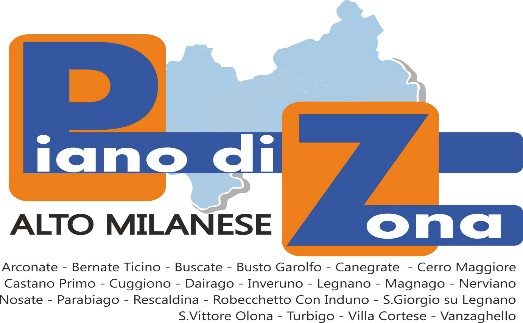 Piano di
ALTO MILANESE Zona
Arconate - Bernate Ticino - Buscate - Busto Garolfo - Canegrate - Cerro Maggiore
Castano Primo - Cuggiono - Dairago - Inveruno - Legnano - Magnago - Nerviano
Nosate - Parabiago - Rescaldina - Robecchetto Con Induno - S.Giorgio su Legnano
S.Vittore Olona - Turbigo - Villa Cortese - Vanzaghello